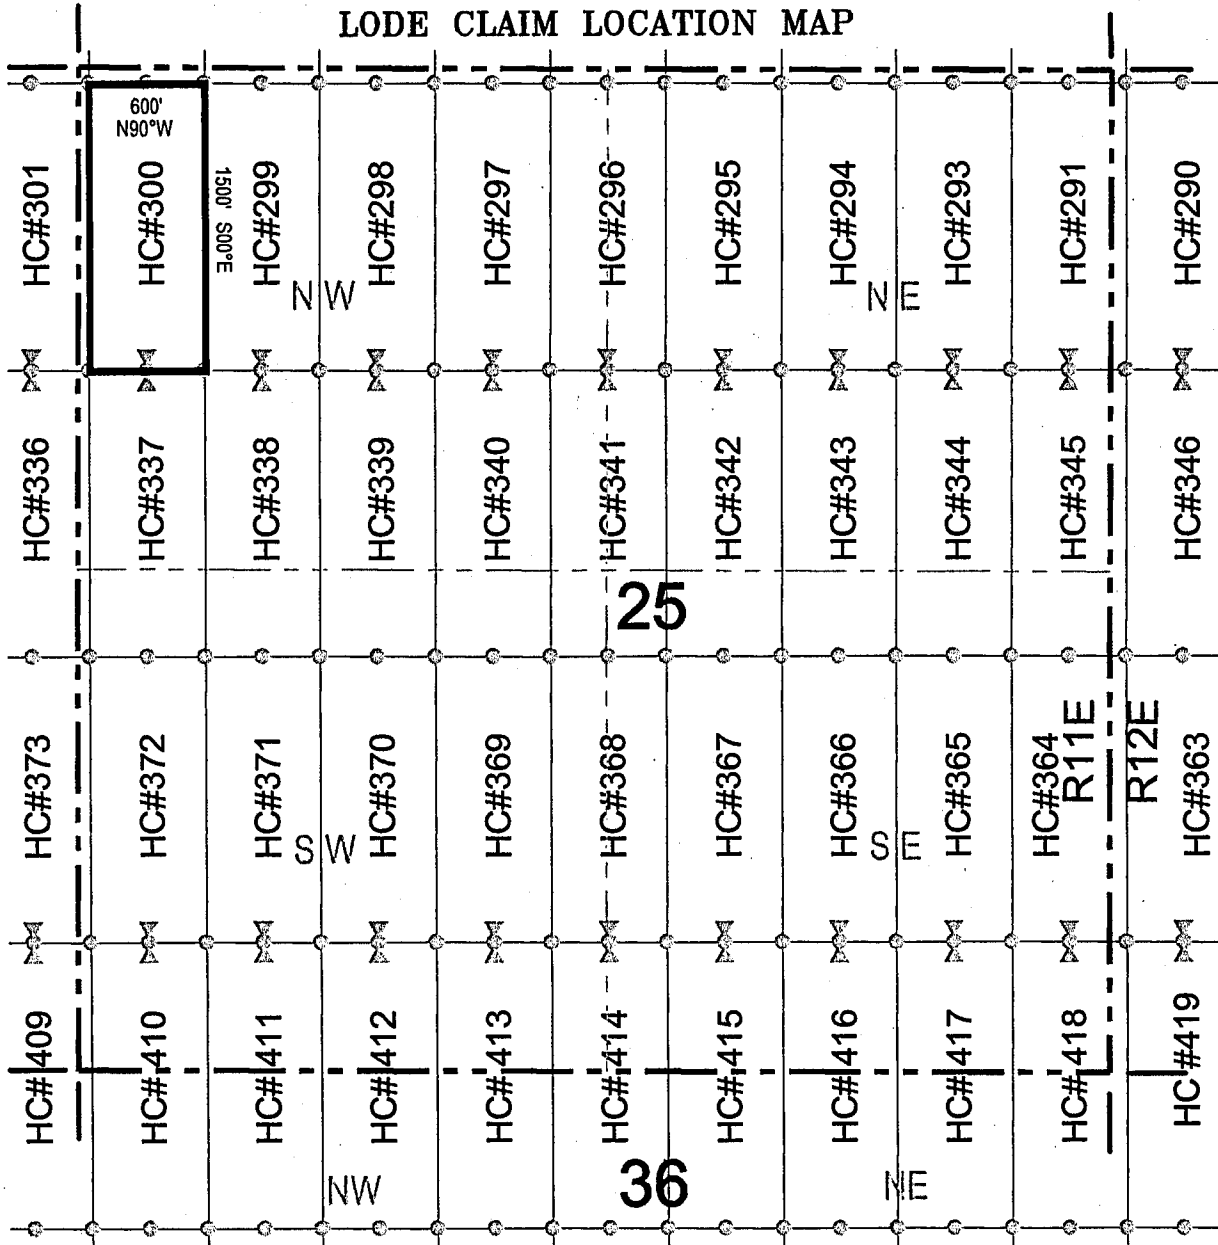 LODE CLAIM LOCATION MAP
600'
N90°W
1500' S00°E
HC#301
HC#300
HC#299
HC#298
HC#297
HC#296
HC#295
HC#294
HC#293
HC#291
HC#290
NW
NE
HC#336
HC#337
HC#338
HC#339
HC#340
HC#341
HC#342
HC#343
HC#344
HC#345
HC#346
25
HC#373
HC#372
HC#371
HC#370
HC#369
HC#368
HC#367
HC#366
HC#365
HC#364
R11E
R12E
HC#363
SW
SE
HC#409
HC#410
HC#411
HC#412
HC#413
HC#414
HC#415
HC#416
HC#417
HC#418
HC#419
NW
36
NE